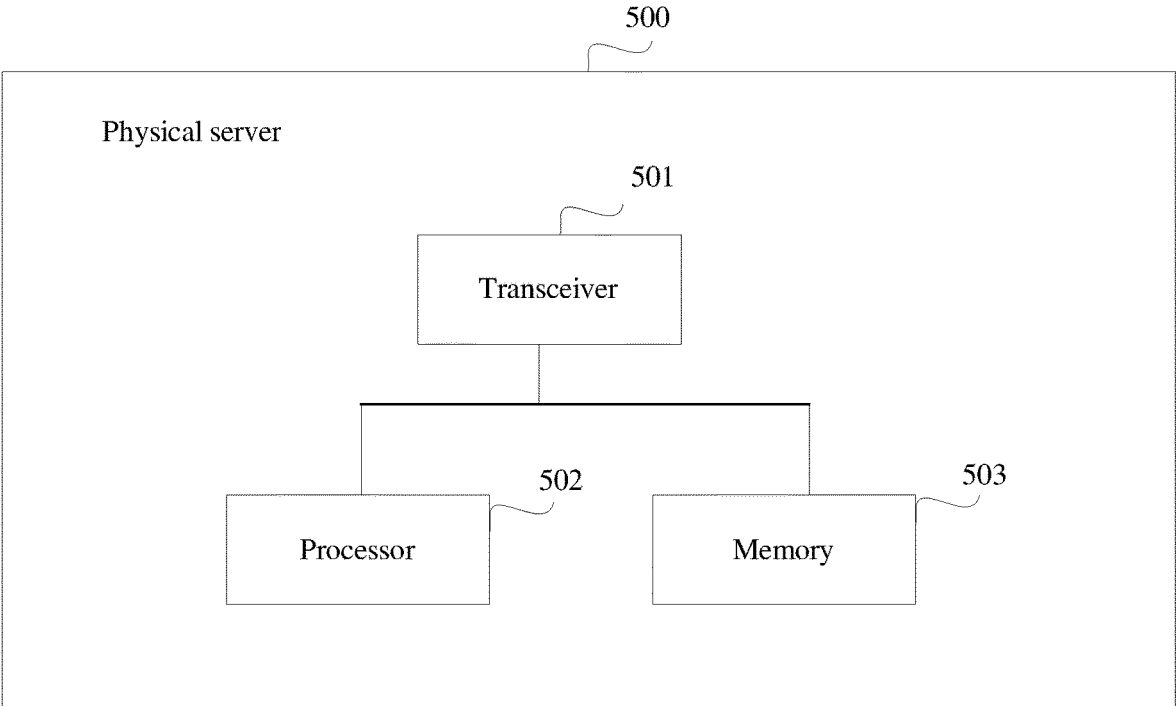 500
Physical server
501
Transceiver
502
503
Processor
Memory